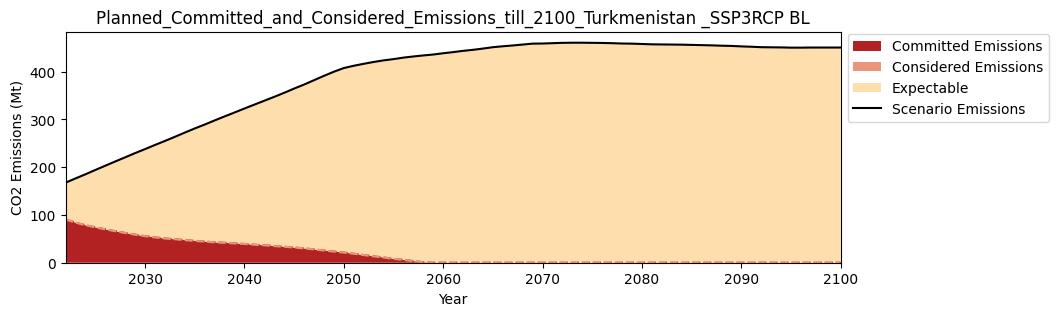 Planned_Committed_and_Considered_Emissions_till_2100_Turkmenistan _SSP3RCP BL
CO2 Emissions (Mt)
400
300
200
100
0
2030 2040 2050 2060 2070 2080 2090 2100
Year
Committed Emissions
Considered Emissions
Expectable
Scenario Emissions